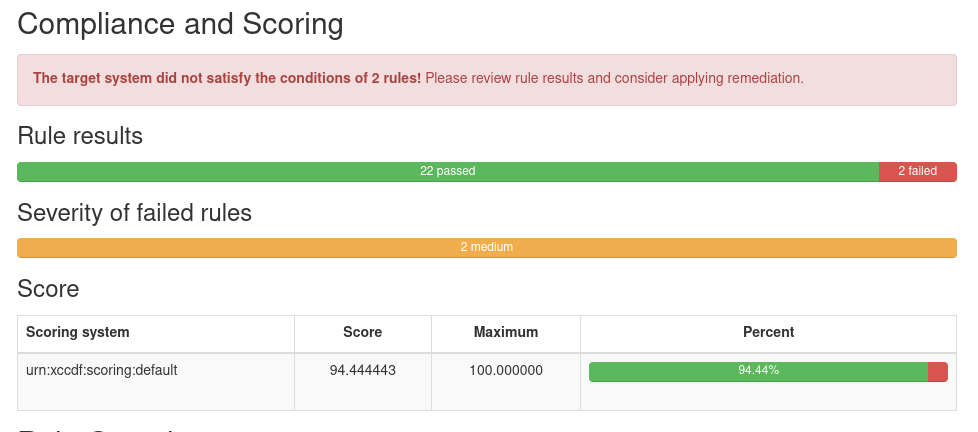 Compliance and Scoring
The target system did not satisfy the conditions of 2 rules! Please review rule results and consider applying remediation.
Rule results
22 passed 2 failed
Severity of failed rules
2 medium
Score
Scoring system Score Maximum Percent
urn:xccdf:scoring:default 94.444443 100.000000 94.44%